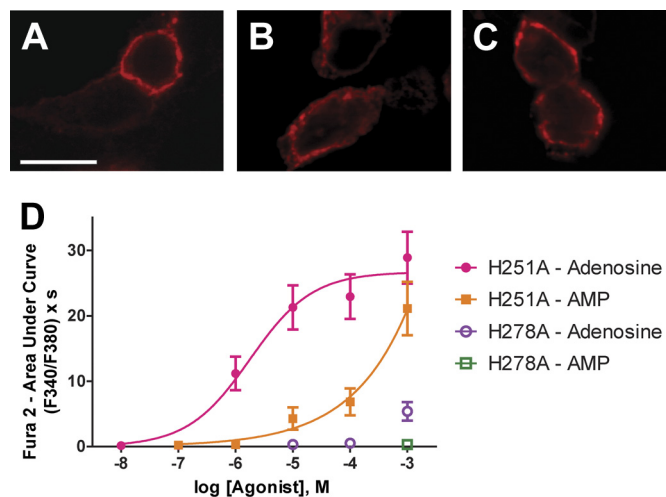 A
B
C
D
Fura 2 - Area Under Curve
(F340/F380) x s
30
20
10
0
-8 -7 -6 -5 -4 -3
log [Agonist], M
H251A - Adenosine
H251A - AMP
H278A - Adenosine
H278A - AMP